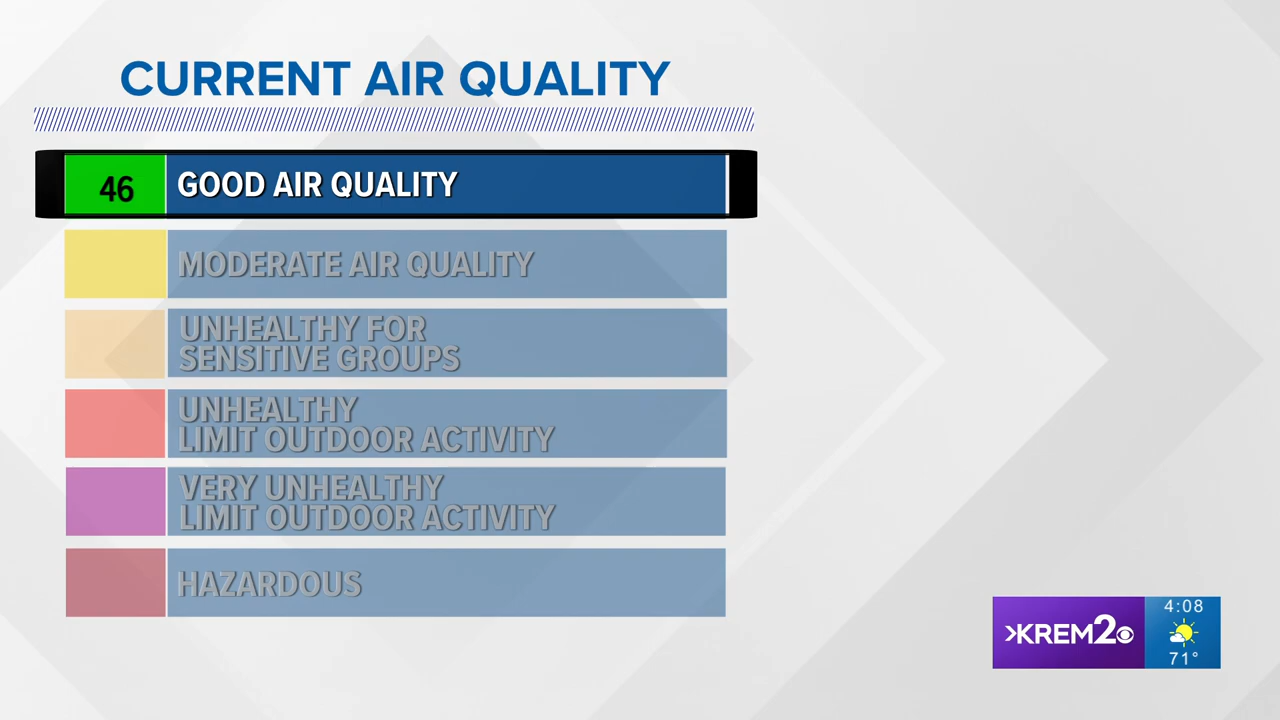 CURRENT AIR QUALITY
46 GOOD AIR QUALITY
MODERATE AIR QUALITY
UNHEALTHY FOR
SENSITIVE GROUPS
UNHEALTHY
LIMIT OUTDOOR ACTIVITY
VERY UNHEALTHY
LIMIT OUTDOOR ACTIVITY
HAZARDOUS
KREM2
4:08
71°